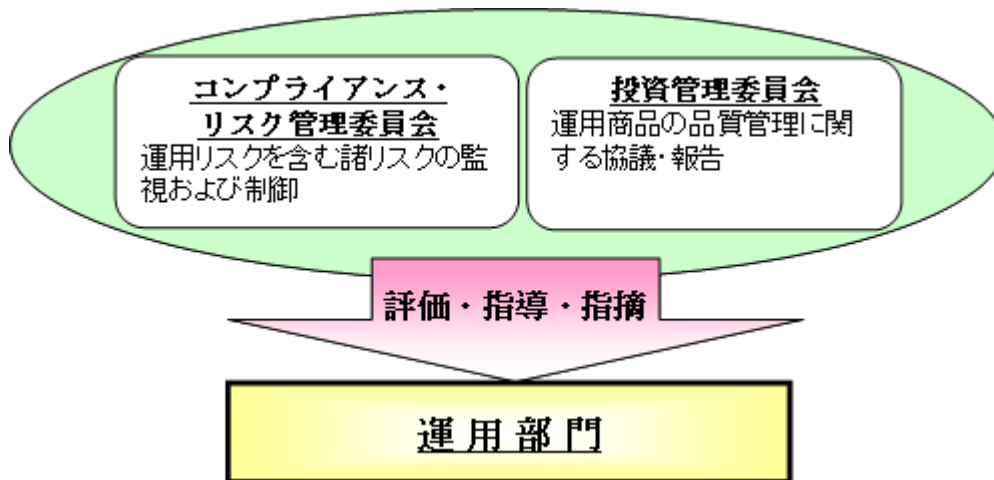 コンプライアンス・
リスク管理委員会
運用リスクを含む諸リスクの監
視および制御
投資管理委員会
運用商品の品質管理に関
する協議・報告
評価・指導・指摘
運用部門